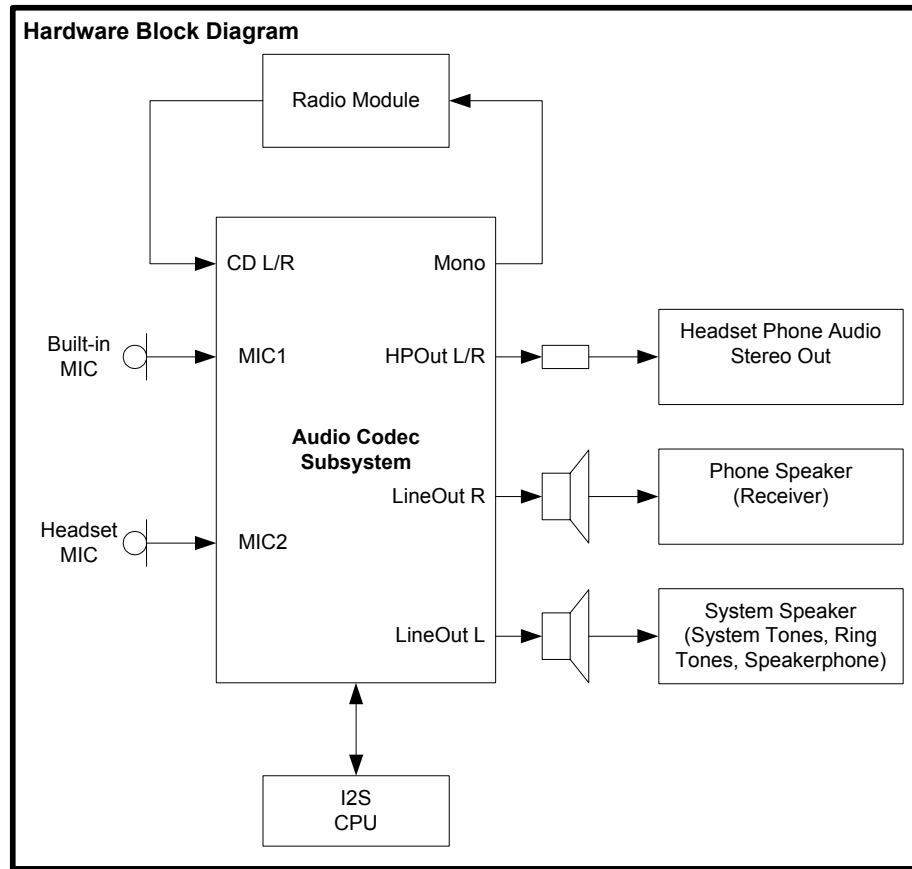 Hardware Block Diagram
Radio Module
CD L/R
Mono
Built-in
MIC
MIC1
HPOut L/R
Headset Phone Audio
Stereo Out
Audio Codec
Subsystem
LineOut R
Phone Speaker
(Receiver)
Headset
MIC
MIC2
LineOut L
System Speaker
(System Tones, Ring
Tones, Speakerphone)
I2S
CPU